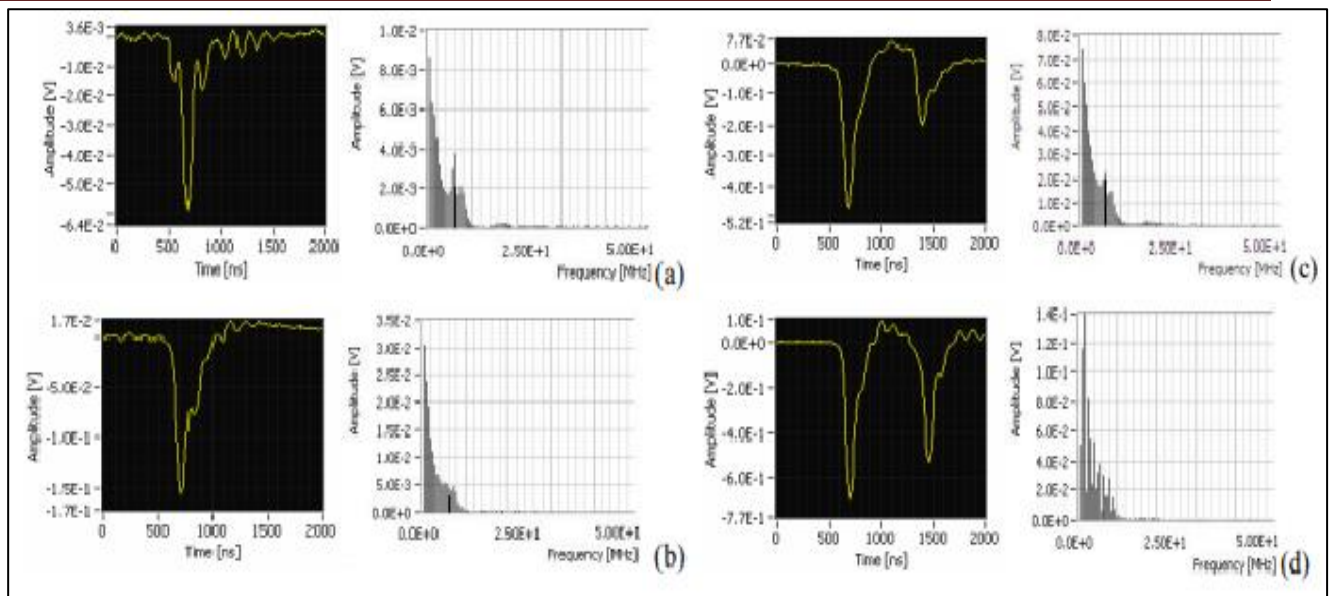 3.6E-3
-1.0E-2
-2.0E-2
-3.0E-2
-4.0E-2
-5.0E-2
-6.4E-2
Amplitude [V]
0 500 1000 1500 2000
Time [ns]
1.0E-2
8.0E-3
6.0E-3
4.0E-3
2.0E-3
0.0E+0
Amplitude [V]
0.0E+0 2.50E+1 5.00E+1
Frequency [MHz] (a)
7.7E-2
0.0E+0
-1.0E-1
-2.0E-1
-3.0E-1
-4.0E-1
-5.2E-1
Amplitude [V]
0 500 1000 1500 2000
Time [ns]
8.0E-2
7.0E-2
6.0E-2
5.0E-2
4.0E-2
3.0E-2
2.0E-2
1.0E-2
0.0E+0
Amplitude [V]
0.0E+0 2.50E+1 5.00E+1
Frequency [MHz] (c)
1.7E-2
-5.0E-2
-1.0E-1
-1.5E-1
-1.7E-1
Amplitude [V]
0 500 1000 1500 2000
Time [ns]
3.5E-2
3.0E-2
2.5E-2
2.0E-2
1.5E-2
1.0E-2
5.0E-3
0.0E+0
Amplitude [V]
0.0E+0 2.50E+1 5.00E+1
Frequency [MHz] (b)
1.0E-1
0.0E+0
-2.0E-1
-4.0E-1
-6.0E-1
-7.7E-1
Amplitude [V]
0 500 1000 1500 2000
Time [ns]
1.4E-1
1.2E-1
1.0E-1
8.0E-2
6.0E-2
4.0E-2
2.0E-2
0.0E+0
Amplitude [V]
0.0E+0 2.50E+1 5.00E+1
Frequency [MHz] (d)